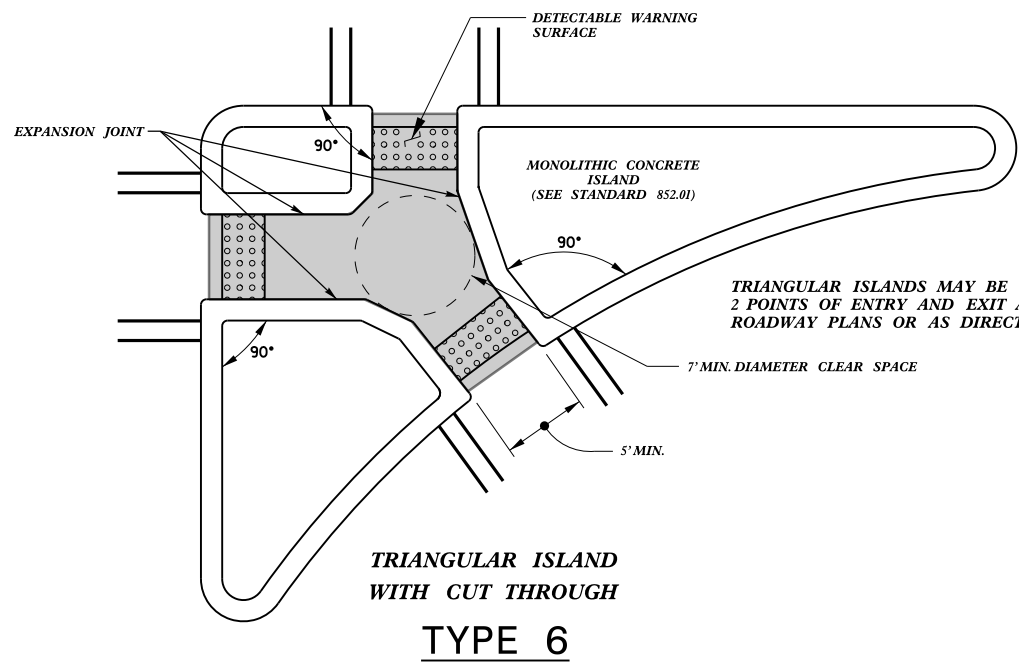 DETECTABLE WARNING
SURFACE
EXPANSION JOINT
90°
MONOLITHIC CONCRETE
ISLAND
(SEE STANDARD 852.01)
90°
TRIANGULAR ISLANDS MAY BE
2 POINTS OF ENTRY AND EXIT A
ROADWAY PLANS OR AS DIRECT
90°
7' MIN. DIAMETER CLEAR SPACE
5' MIN.
TRIANGULAR ISLAND
WITH CUT THROUGH
TYPE 6